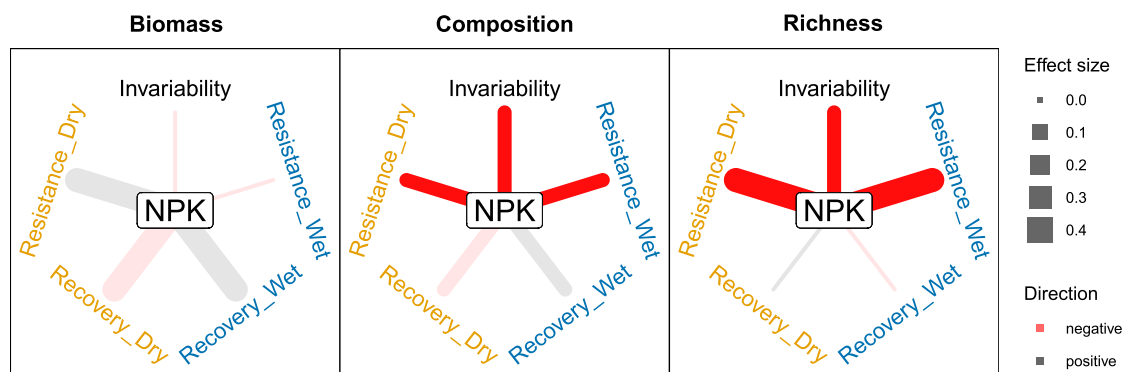 Biomass
Composition
Richness
Invariability
Resistance_Dry
Resistance_Wet
NPK
Recovery_Dry
Recovery_Wet
Invariability
Resistance_Dry
Resistance_Wet
NPK
Recovery_Dry
Recovery_Wet
Invariability
Resistance_Dry
Resistance_Wet
NPK
Recovery_Dry
Recovery_Wet
Effect size
0.0
0.1
0.2
0.3
0.4
Direction
negative
positive